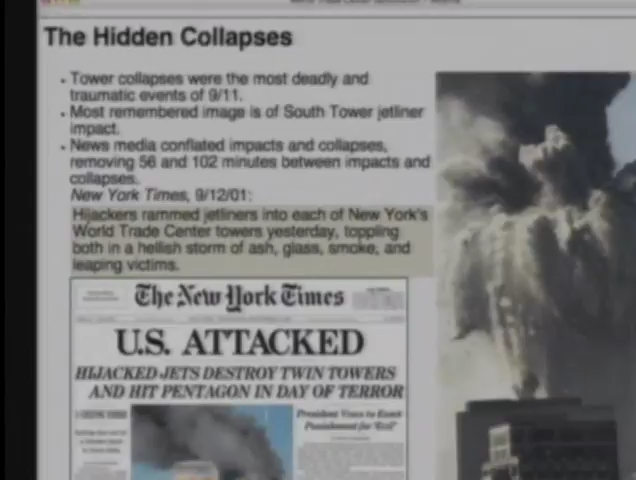 The Hidden Collapses
• Tower collapses were the most deadly and
traumatic events of 9/11.
• Most remembered image is of South Tower jetliner
impact.
• News media conflated impacts and collapses,
removing 56 and 102 minutes between impacts and
collapses.
New York Times, 9/12/01:
Hijackers rammed jetliners into each of New York's
World Trade Center towers yesterday, toppling
both in a hellish storm of ash, glass, smoke, and
leaping victims.
The New York Times
U.S. ATTACKED
HIJACKED JETS DESTROY TWIN TOWERS
AND HIT PENTAGON IN DAY OF TERROR
President Vows to Exact
Punishment for 'Evil'